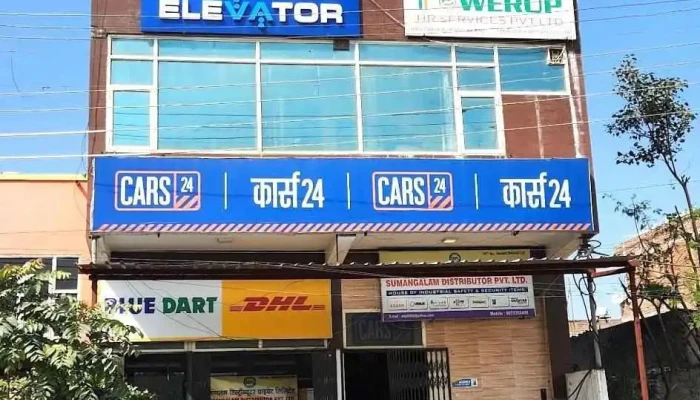 ELEVATOR
WERUP
HR SERVICES PVT LTD
CARS 24 | कार्स 24 | CARS 24 | कार्स 24
BLUE DART DHL
SUMANGALAM DISTRIBUTOR PVT. LTD.
HOUSE OF INDUSTRIAL SAFETY & SECURITY ITEMS
CARS